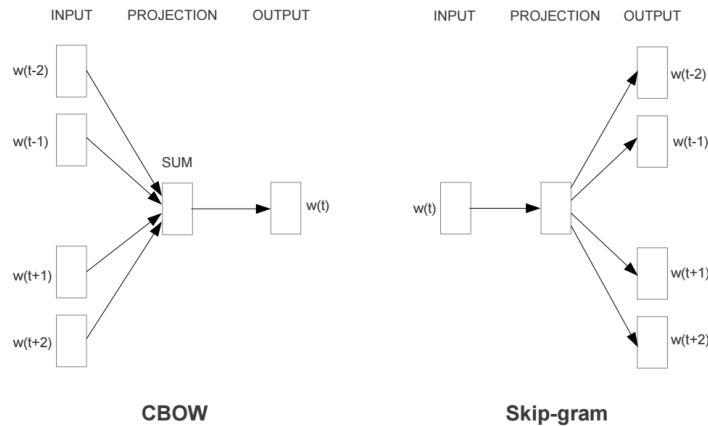 INPUT PROJECTION OUTPUT
w(t-2)
w(t-1)
SUM
w(t)
w(t+1)
w(t+2)
CBOW
INPUT PROJECTION OUTPUT
w(t-2)
w(t-1)
w(t)
w(t+1)
w(t+2)
Skip-gram